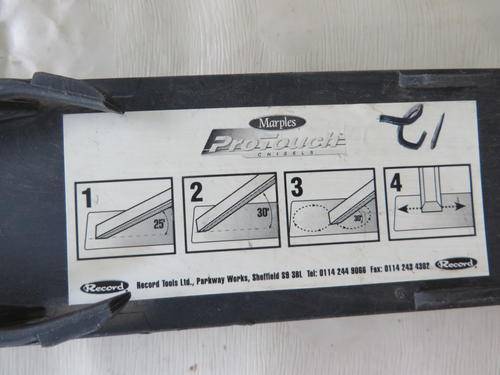 Marples
PROTOUCH
CHISELS
1
25°
2
30°
3
30°
4
Record
Record Tools Ltd., Parkway Works, Sheffield S9 3BL Tel: 0114 244 9066 Fax: 0114 243 4302
Record